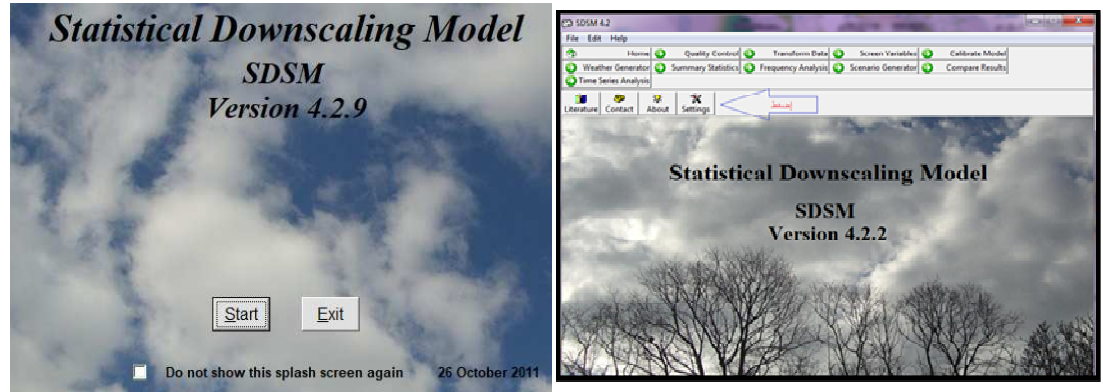 Statistical Downscaling Model
SDSM
Version 4.2.9
Start Exit
Do not show this splash screen again 26 October 2011
SDSM 4.2
File Edit Help
Home Quality Control Transform Data Screen Variables Calibrate Model
Weather Generator Summary Statistics Frequency Analysis Scenario Generator Compare Results
Time Series Analysis
Literature Contact About Settings
إضغط
Statistical Downscaling Model
SDSM
Version 4.2.2